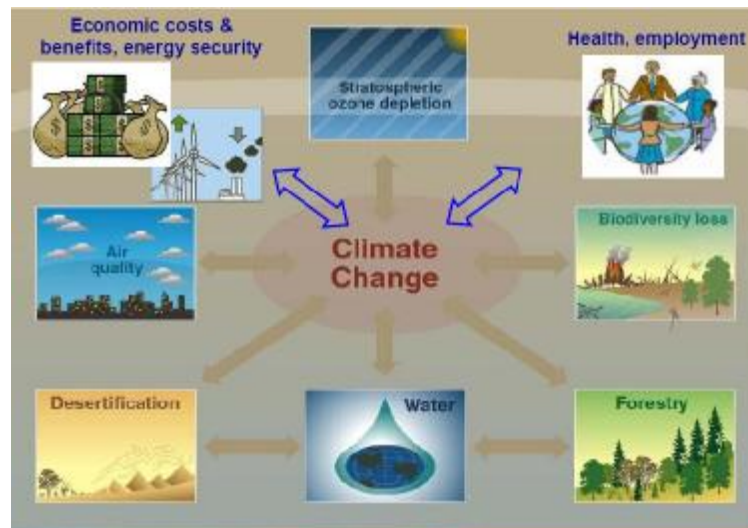 Economic costs &
benefits, energy security
Stratospheric
ozone depletion
Health, employment
Air
quality
Climate
Change
Biodiversity loss
Desertification
Water
Forestry